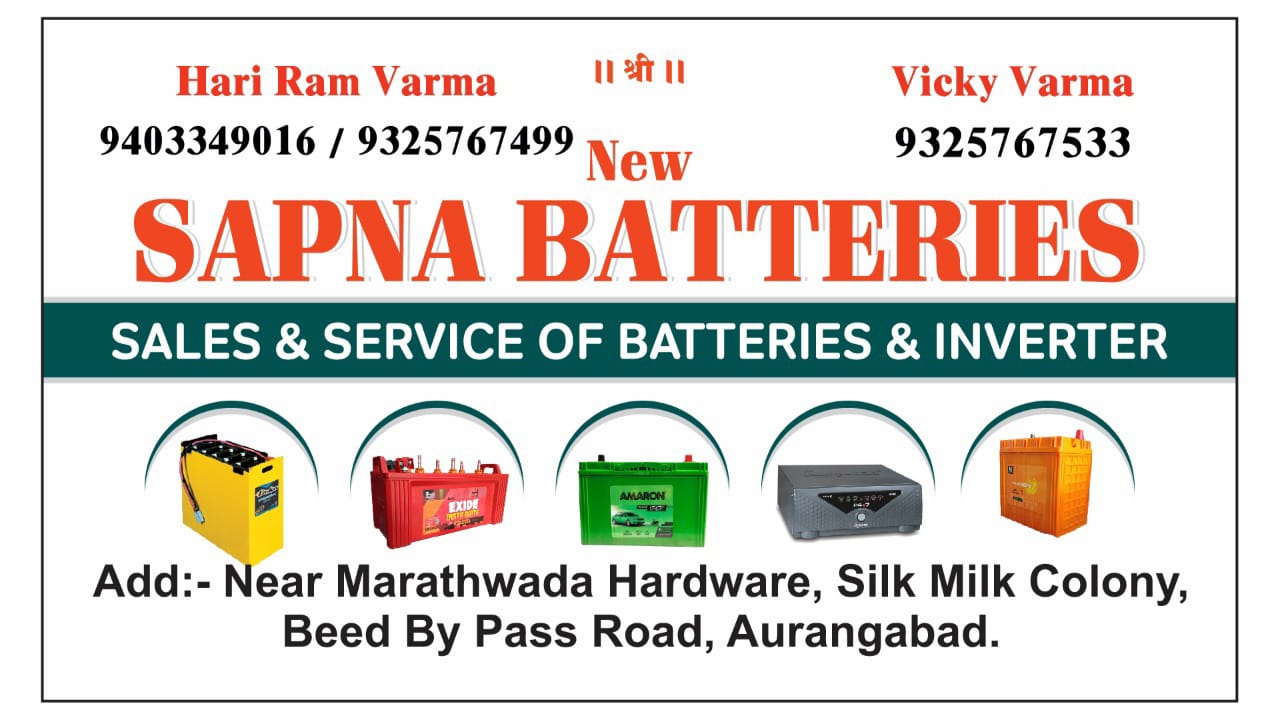 ॥ श्री ॥
Hari Ram Varma
9403349016 / 9325767499
Vicky Varma
9325767533
New
SAPNA BATTERIES
SALES & SERVICE OF BATTERIES & INVERTER
EXIDE
AMARON
Add:- Near Marathwada Hardware, Silk Milk Colony,
Beed By Pass Road, Aurangabad.